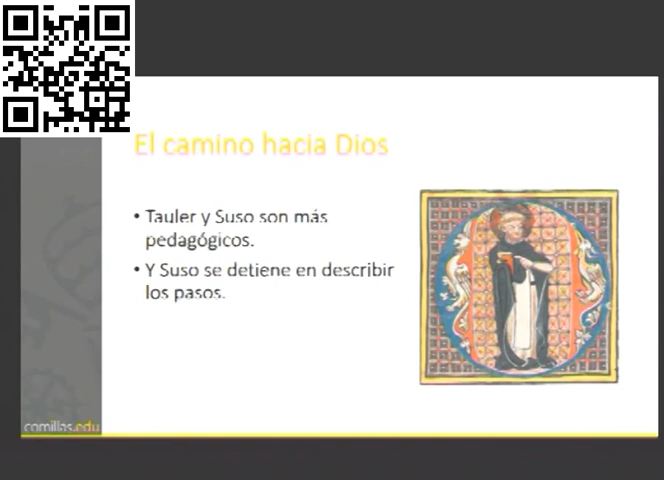 El camino hacia Dios
• Tauler y Suso son más
pedagógicos.
• Y Suso se detiene en describir
los pasos.
comillas.edu